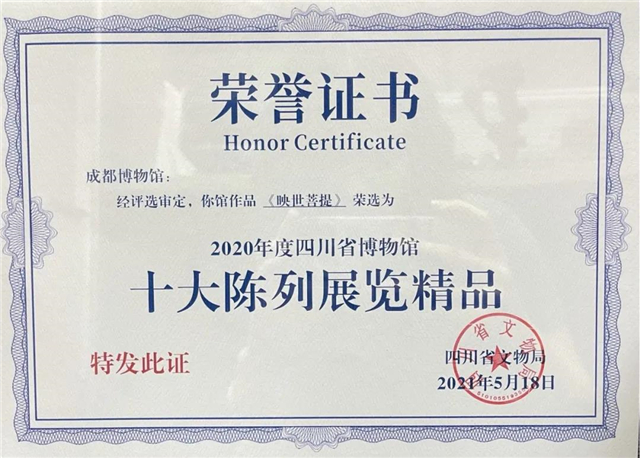 荣誉证书
Honor Certificate
成都博物馆：
经评选审定，你馆作品《映世菩提》荣选为
2020年度四川省博物馆
十大陈列展览精品
特发此证
四川省文物局
2021年5月18日